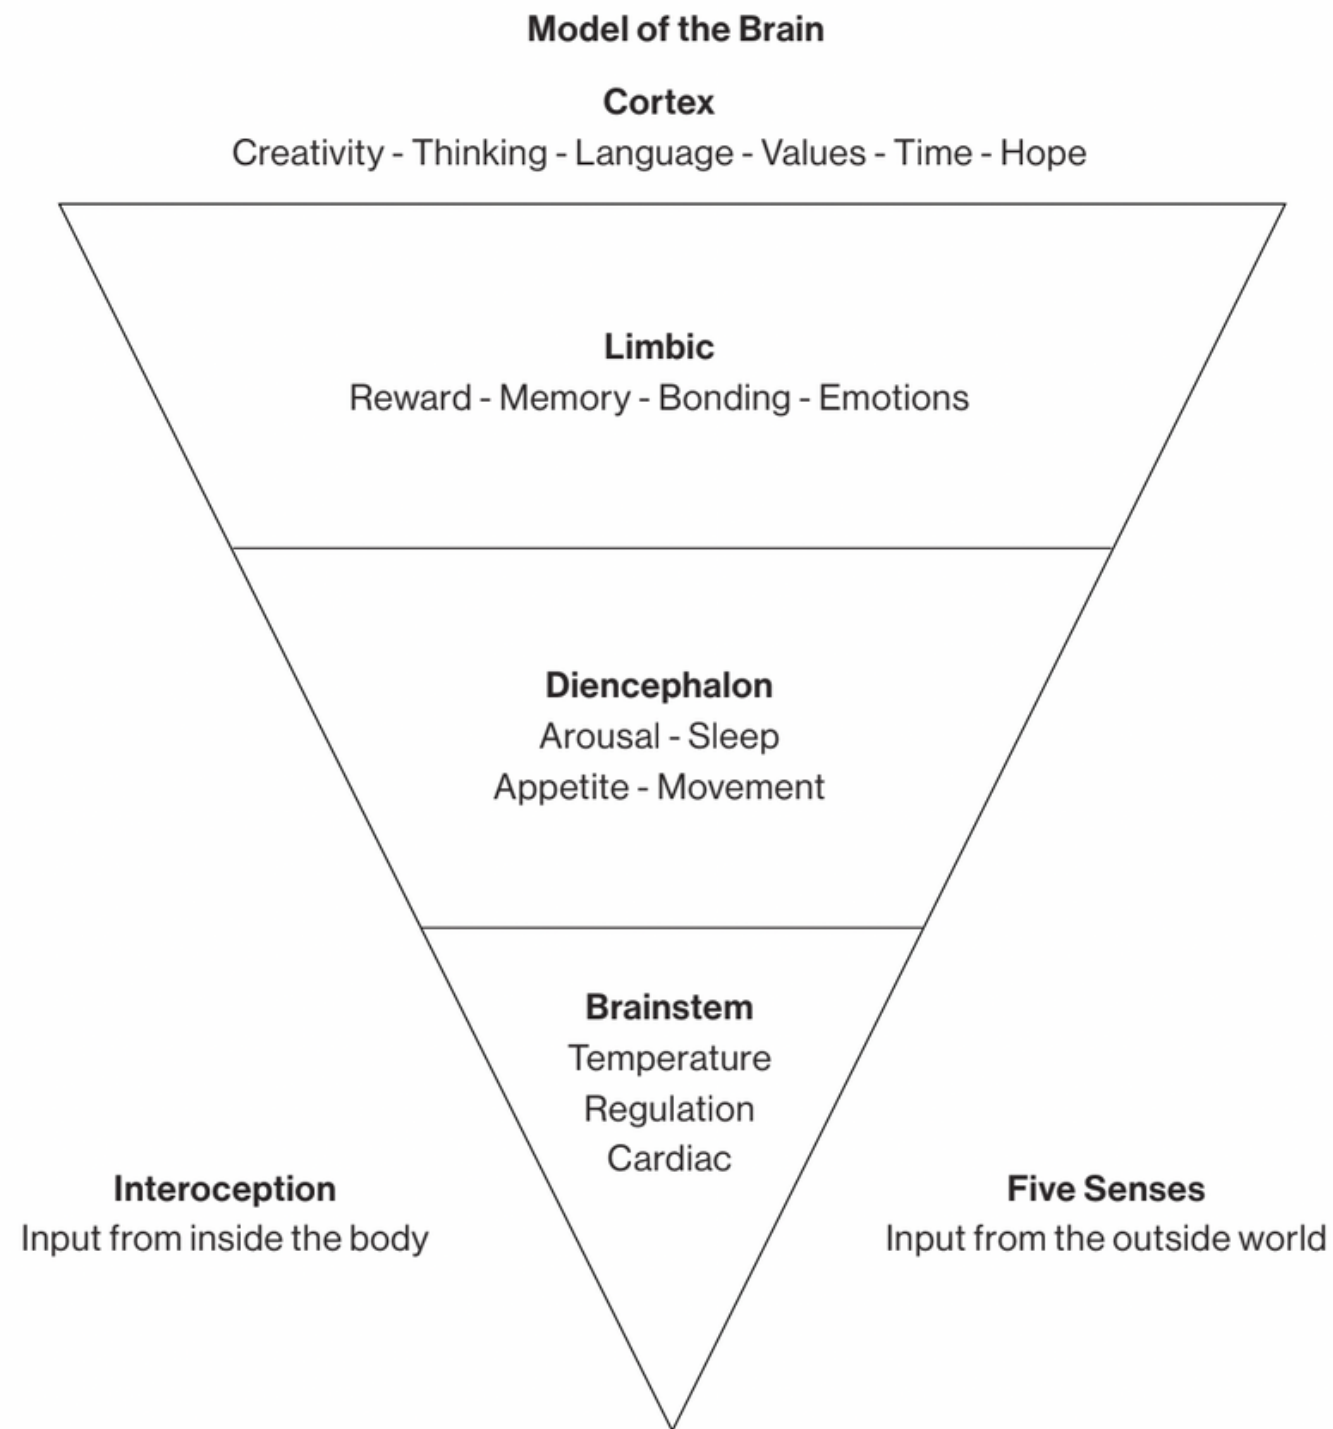 Model of the Brain
Cortex
Creativity - Thinking - Language - Values - Time - Hope
Limbic
Reward - Memory - Bonding - Emotions
Diencephalon
Arousal - Sleep
Appetite - Movement
Brainstem
Temperature
Regulation
Cardiac
Interoception
Input from inside the body
Five Senses
Input from the outside world